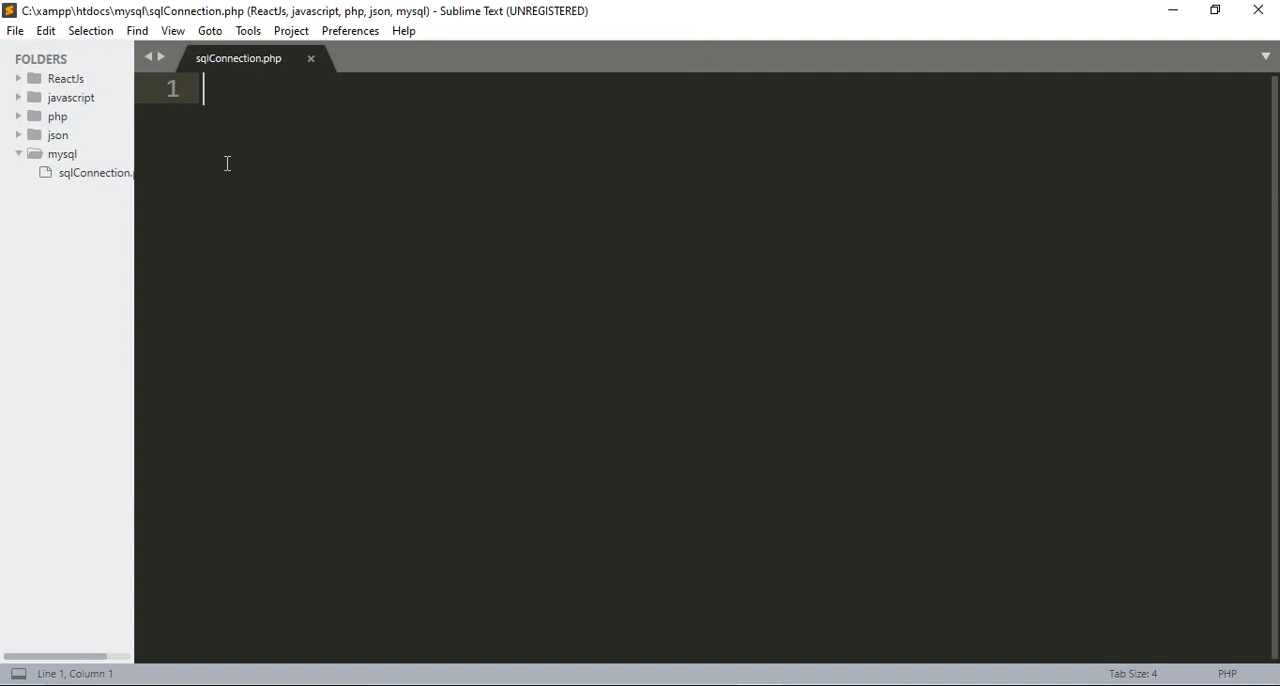 C:\xampp\htdocs\mysql\sqlConnection.php (ReactJs, javascript, php, json, mysql) - Sublime Text (UNREGISTERED)
File Edit Selection Find View Goto Tools Project Preferences Help
FOLDERS
ReactJs
javascript
php
json
mysql
sqlConnection.p
sqlConnection.php
1
Line 1, Column 1
Tab Size: 4
PHP